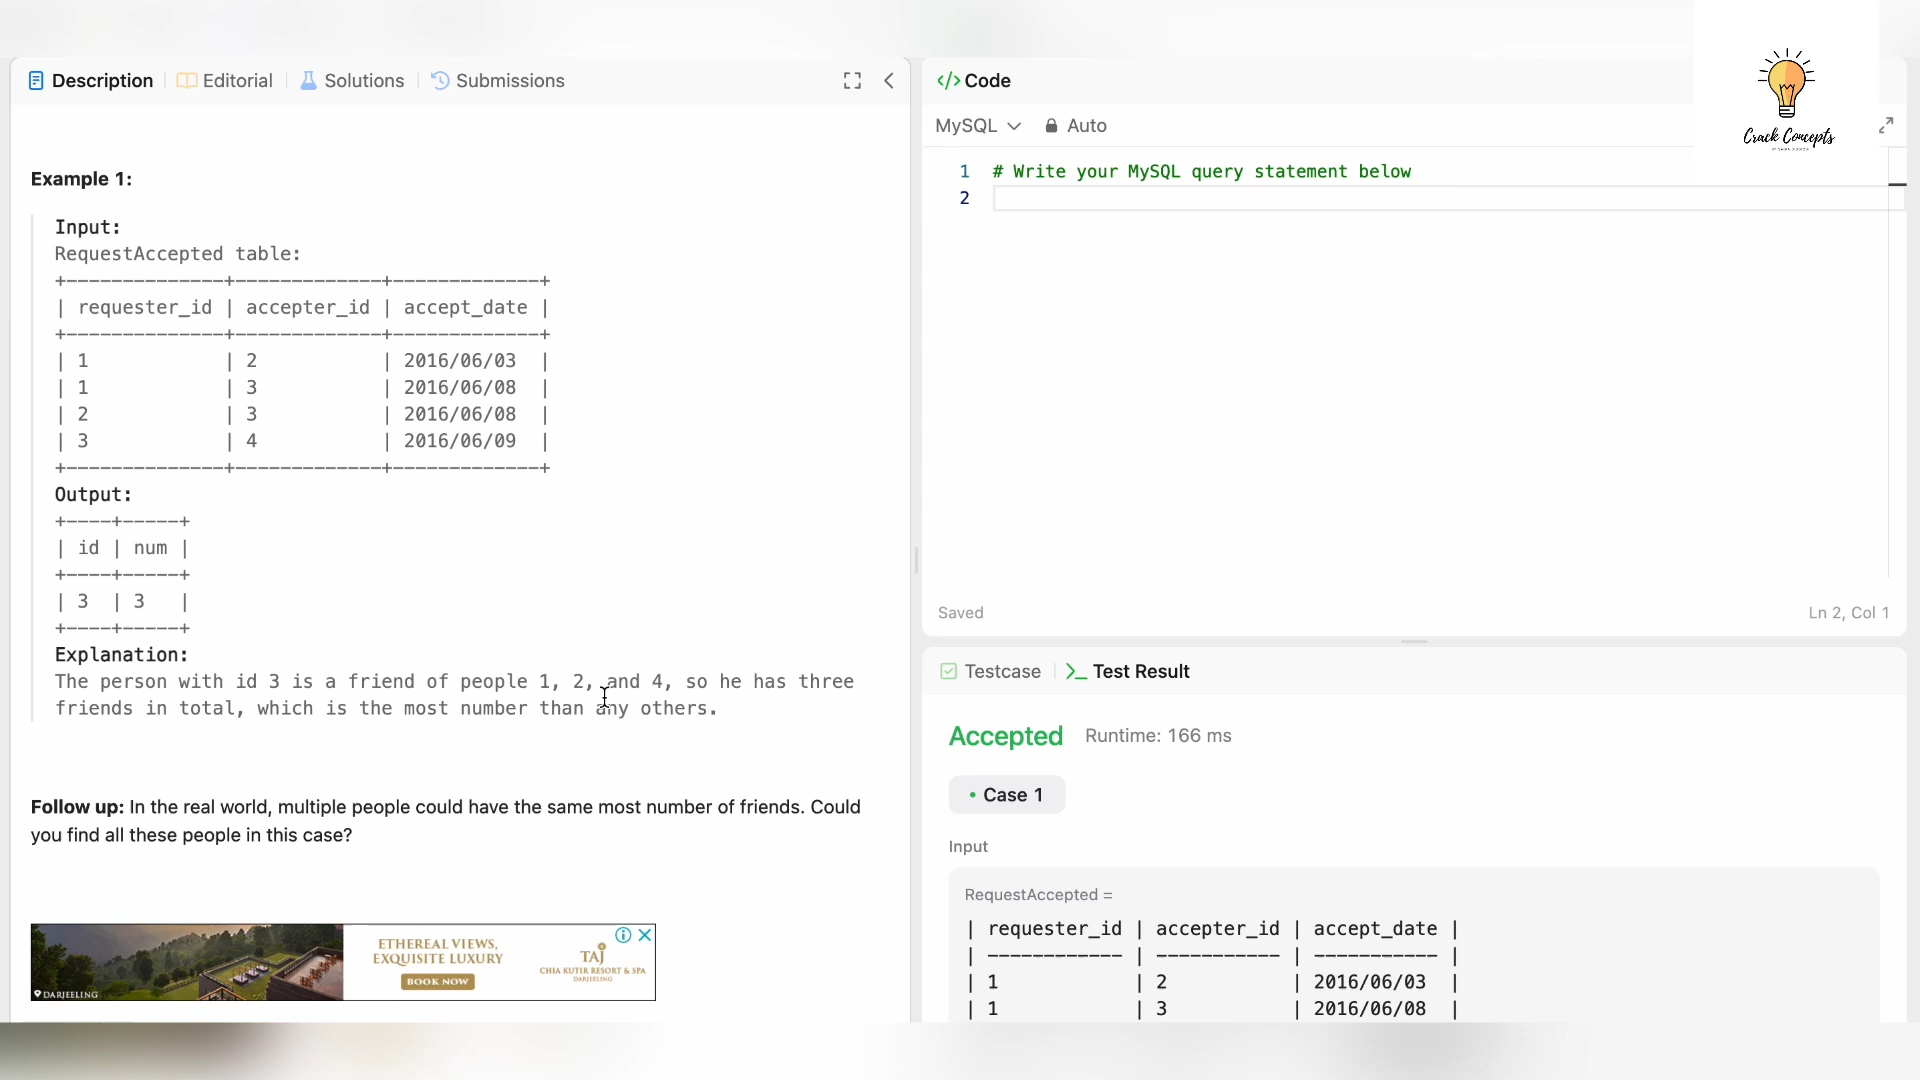 Description
Editorial
Solutions
Submissions
Example 1:
Input:
RequestAccepted table:
+--------------+-------------+-------------+
| requester_id | accepter_id | accept_date |
+--------------+-------------+-------------+
| 1            | 2           | 2016/06/03  |
| 1            | 3           | 2016/06/08  |
| 2            | 3           | 2016/06/08  |
| 3            | 4           | 2016/06/09  |
+--------------+-------------+-------------+
Output:
+----+-----+
| id | num |
+----+-----+
| 3  | 3   |
+----+-----+
Explanation:
The person with id 3 is a friend of people 1, 2, and 4, so he has three
friends in total, which is the most number than any others.
Follow up: In the real world, multiple people could have the same most number of friends. Could
you find all these people in this case?
ETHEREAL VIEWS,
EXQUISITE LUXURY
BOOK NOW
DARJEELING
TAJ
CHIA KUTIR RESORT & SPA
DARJEELING
</> Code
MySQL
Auto
1 # Write your MySQL query statement below
2
Saved
Ln 2, Col 1
Testcase
Test Result
Accepted
Runtime: 166 ms
• Case 1
Input
RequestAccepted =
| requester_id | accepter_id | accept_date |
| ------------ | ----------- | ----------- |
| 1            | 2           | 2016/06/03  |
| 1            | 3           | 2016/06/08  |
Crack Concepts